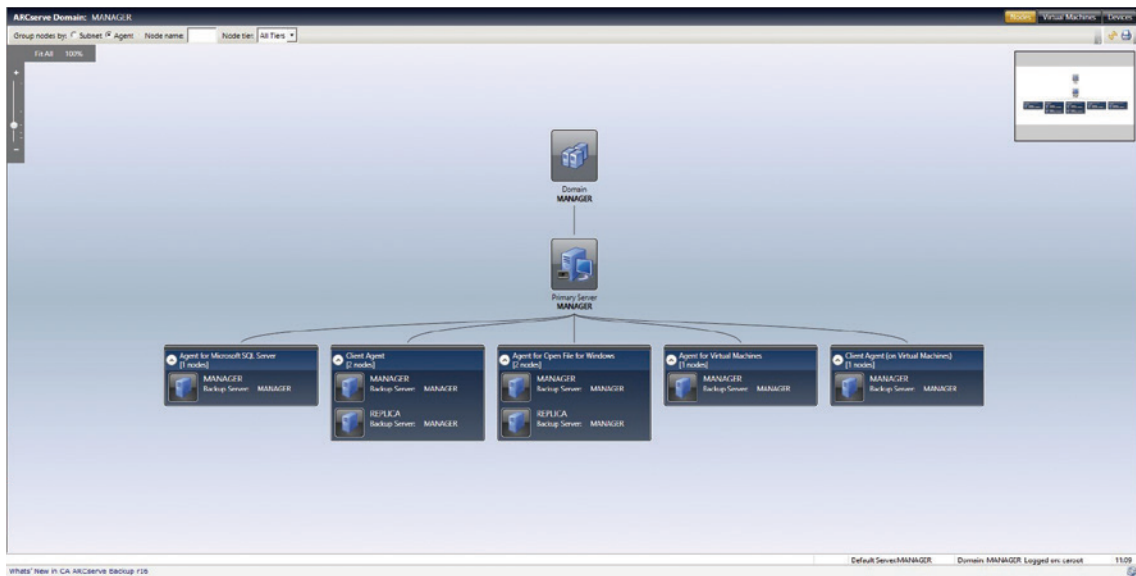 ARCserve Domain: MANAGER
Nodes Virtual Machines Devices
Group nodes by: Subnet Agent Node name: Node tier: All Tiers
Fit All 100%
Domain
MANAGER
Primary Server
MANAGER
Agent for Microsoft SQL Server
[1 nodes]
MANAGER
Backup Server: MANAGER
Client Agent
[2 nodes]
MANAGER
Backup Server: MANAGER
REPLICA
Backup Server: MANAGER
Agent for Open File for Windows
[2 nodes]
MANAGER
Backup Server: MANAGER
REPLICA
Backup Server: MANAGER
Agent for Virtual Machines
[1 nodes]
MANAGER
Backup Server: MANAGER
Client Agent (on Virtual Machines)
[1 nodes]
MANAGER
Backup Server: MANAGER
Default Server:MANAGER Domain: MANAGER Logged on: caroot 11:09
Whats' New in CA ARCserve Backup r16